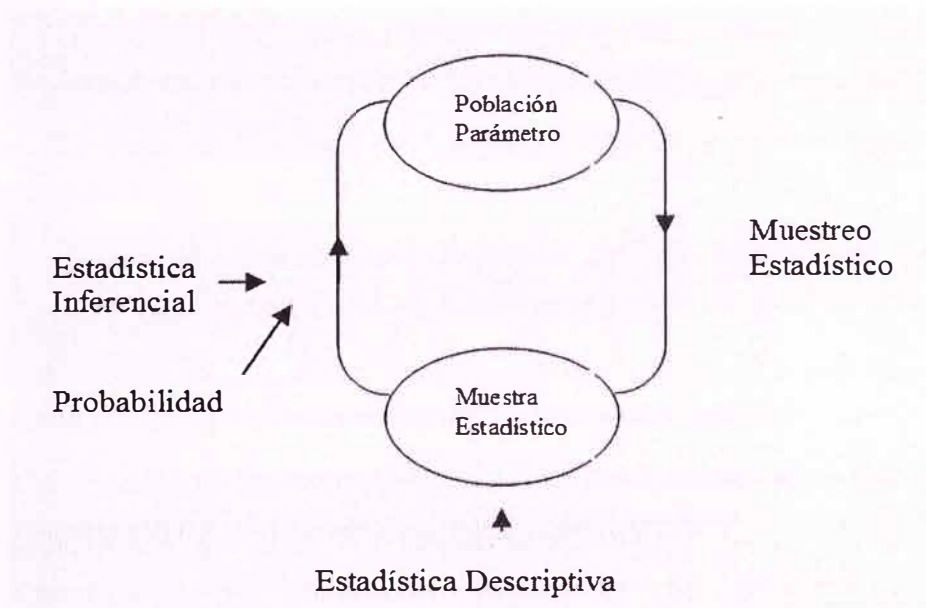 Población
Parámetro
Muestreo
Estadístico
Estadística
Inferencial
Probabilidad
Muestra
Estadístico
Estadística Descriptiva